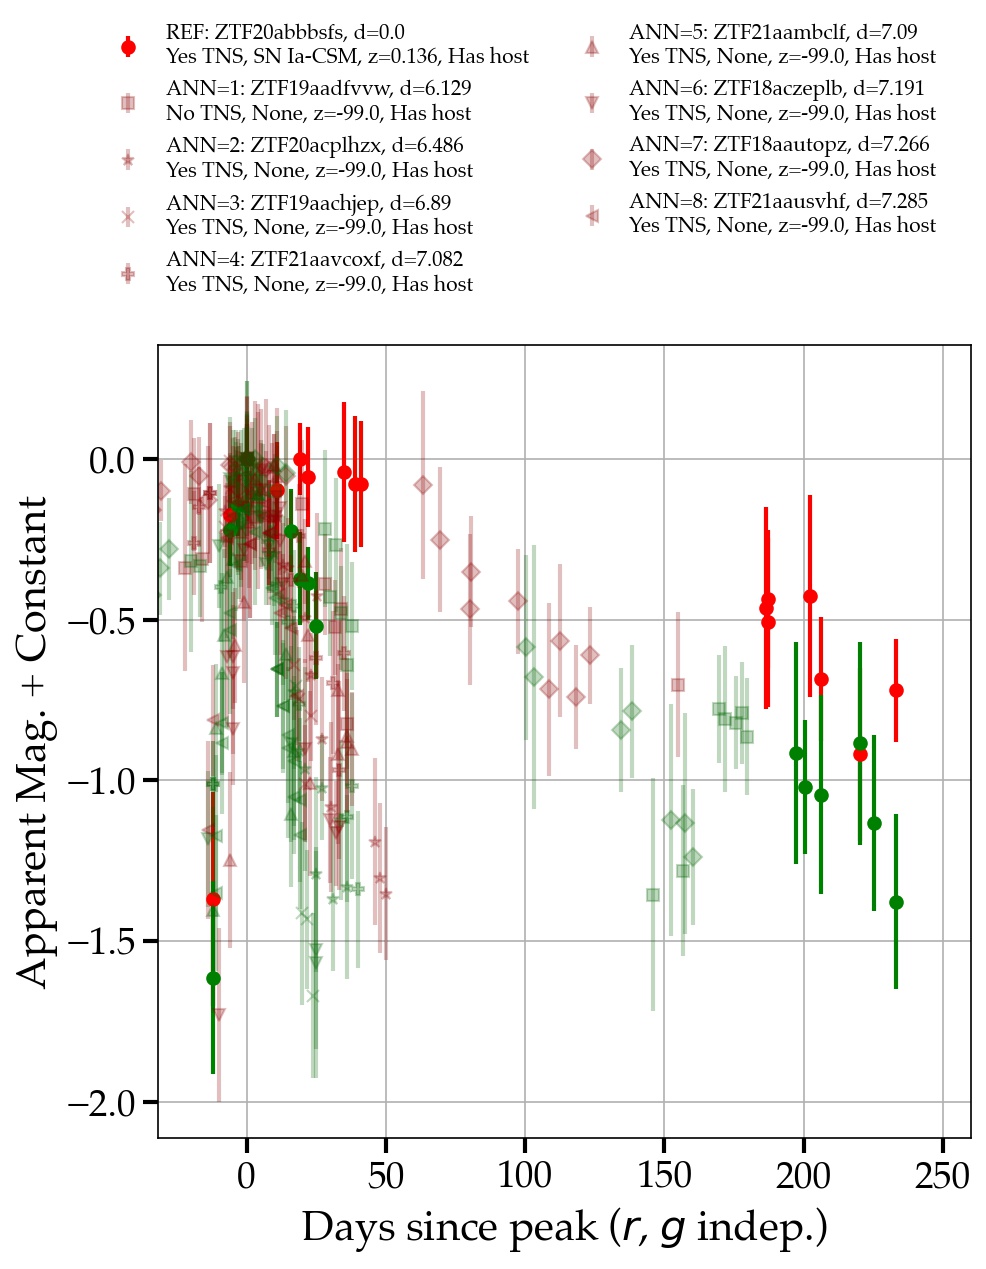 REF: ZTF20abbbsfs, d=0.0
Yes TNS, SN Ia-CSM, z=0.136, Has host
ANN=1: ZTF19aadfvvw, d=6.129
No TNS, None, z=-99.0, Has host
ANN=2: ZTF20acplhzx, d=6.486
Yes TNS, None, z=-99.0, Has host
ANN=3: ZTF19aachjep, d=6.89
Yes TNS, None, z=-99.0, Has host
ANN=4: ZTF21aavcoxf, d=7.082
Yes TNS, None, z=-99.0, Has host
ANN=5: ZTF21aambclf, d=7.09
Yes TNS, None, z=-99.0, Has host
ANN=6: ZTF18aczeplb, d=7.191
Yes TNS, None, z=-99.0, Has host
ANN=7: ZTF18aautopz, d=7.266
Yes TNS, None, z=-99.0, Has host
ANN=8: ZTF21aausvhf, d=7.285
Yes TNS, None, z=-99.0, Has host
Apparent Mag. + Constant
0.0
−0.5
−1.0
−1.5
−2.0
0 50 100 150 200 250
Days since peak (r, g indep.)